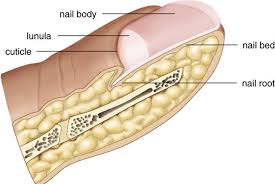 nail body
lunula
cuticle
nail bed
nail root